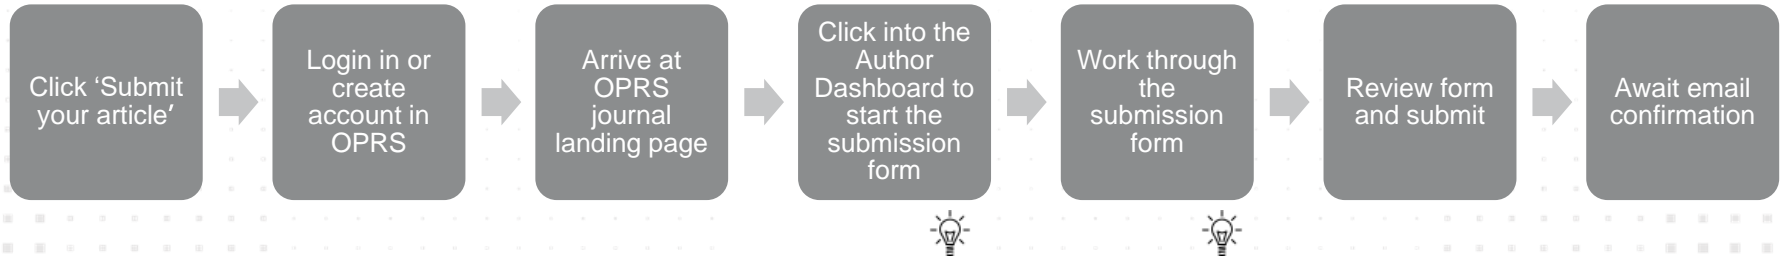 Click ‘Submit
your article’
Login in or
create
account in
OPRS
Arrive at
OPRS
journal
landing page
Click into the
Author
Dashboard to
start the
submission
form
Work through
the
submission
form
Review form
and submit
Await email
confirmation